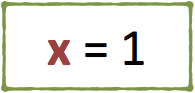 x = 1